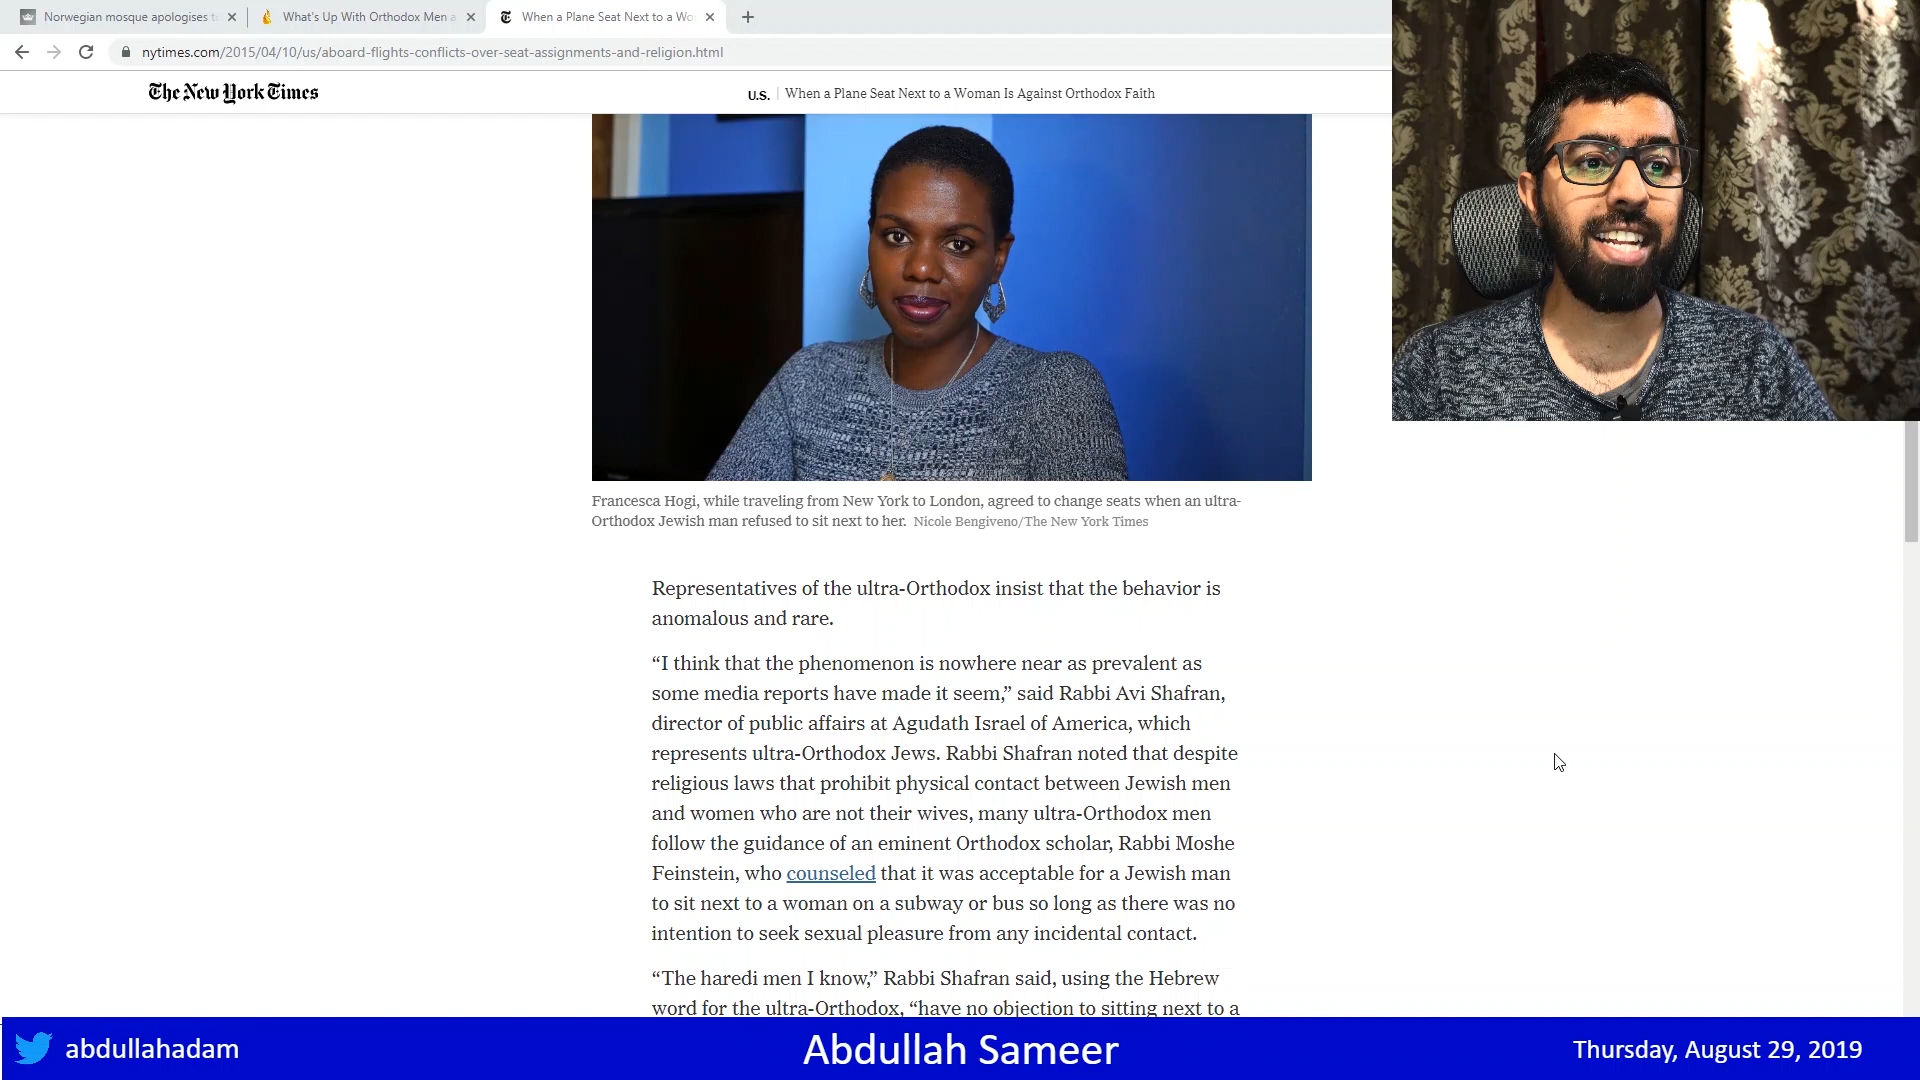 Norwegian mosque apologises t
What's Up With Orthodox Men a
When a Plane Seat Next to a Wo
nytimes.com/2015/04/10/us/aboard-flights-conflicts-over-seat-assignments-and-religion.html
The New York Times
U.S. | When a Plane Seat Next to a Woman Is Against Orthodox Faith
Francesca Hogi, while traveling from New York to London, agreed to change seats when an ultra-
Orthodox Jewish man refused to sit next to her. Nicole Bengiveno/The New York Times
Representatives of the ultra-Orthodox insist that the behavior is
anomalous and rare.
“I think that the phenomenon is nowhere near as prevalent as
some media reports have made it seem,” said Rabbi Avi Shafran,
director of public affairs at Agudath Israel of America, which
represents ultra-Orthodox Jews. Rabbi Shafran noted that despite
religious laws that prohibit physical contact between Jewish men
and women who are not their wives, many ultra-Orthodox men
follow the guidance of an eminent Orthodox scholar, Rabbi Moshe
Feinstein, who counseled that it was acceptable for a Jewish man
to sit next to a woman on a subway or bus so long as there was no
intention to seek sexual pleasure from any incidental contact.
“The haredi men I know,” Rabbi Shafran said, using the Hebrew
word for the ultra-Orthodox, “have no objection to sitting next to a
abdullahadam
Abdullah Sameer
Thursday, August 29, 2019